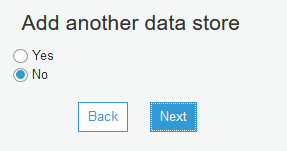 Add another data store
Yes
No
Back Next